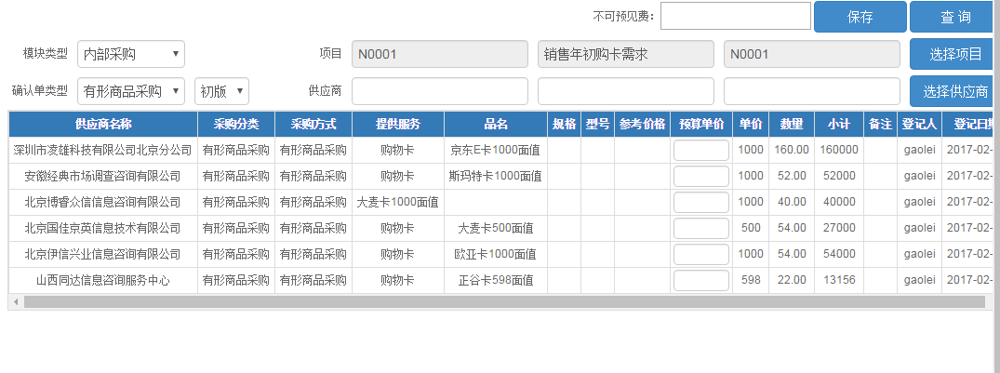 不可预见费： 保存 查 询
模块类型 内部采购 项目 N0001 销售年初购卡需求 N0001 选择项目
确认单类型 有形商品采购 初版 供应商 选择供应商
供应商名称 采购分类 采购方式 提供服务 品名 规格 型号 参考价格 预算单价 单价 数量 小计 备注 登记人 登记日期
深圳市凌雄科技有限公司北京分公司 有形商品采购 有形商品采购 购物卡 京东E卡1000面值 1000 160.00 160000 gaolei 2017-02-
安徽经典市场调查咨询有限公司 有形商品采购 有形商品采购 购物卡 斯玛特卡1000面值 1000 52.00 52000 gaolei 2017-02-
北京博睿众信信息咨询有限公司 有形商品采购 有形商品采购 大麦卡1000面值 1000 40.00 40000 gaolei 2017-02-
北京国佳京英信息技术有限公司 有形商品采购 有形商品采购 购物卡 大麦卡500面值 500 54.00 27000 gaolei 2017-02-
北京伊信兴业信息咨询有限公司 有形商品采购 有形商品采购 购物卡 欧亚卡1000面值 1000 54.00 54000 gaolei 2017-02-
山西同达信息咨询服务中心 有形商品采购 有形商品采购 购物卡 正谷卡598面值 598 22.00 13156 gaolei 2017-02-